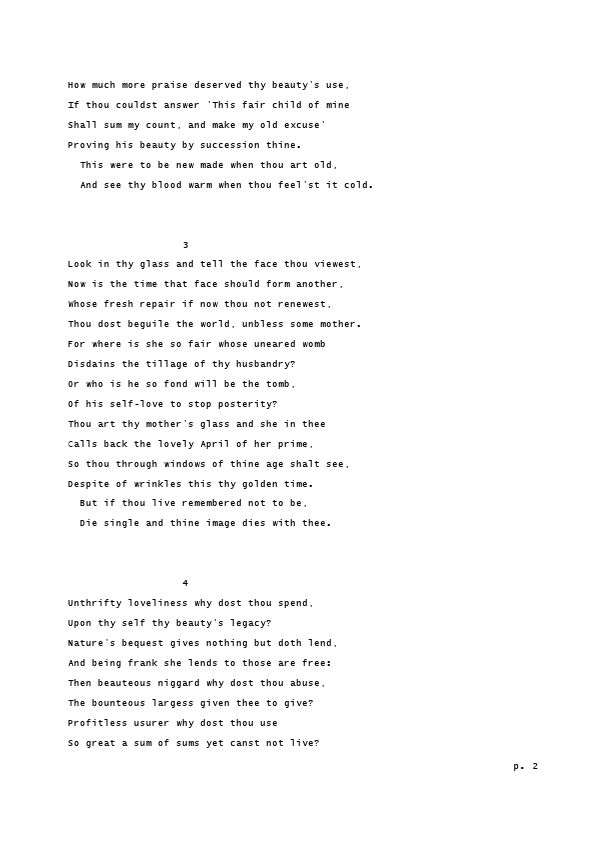 How much more praise deserved thy beauty's use,
If thou couldst answer 'This fair child of mine
Shall sum my count, and make my old excuse'
Proving his beauty by succession thine.
This were to be new made when thou art old,
And see thy blood warm when thou feel'st it cold.
3
Look in thy glass and tell the face thou viewest,
Now is the time that face should form another,
Whose fresh repair if now thou not renewest,
Thou dost beguile the world, unbless some mother.
For where is she so fair whose uneared womb
Disdains the tillage of thy husbandry?
Or who is he so fond will be the tomb,
Of his self-love to stop posterity?
Thou art thy mother's glass and she in thee
Calls back the lovely April of her prime,
So thou through windows of thine age shalt see,
Despite of wrinkles this thy golden time.
But if thou live remembered not to be,
Die single and thine image dies with thee.
4
Unthrifty loveliness why dost thou spend,
Upon thy self thy beauty's legacy?
Nature's bequest gives nothing but doth lend,
And being frank she lends to those are free:
Then beauteous niggard why dost thou abuse,
The bounteous largess given thee to give?
Profitless usurer why dost thou use
So great a sum of sums yet canst not live?
p. 2